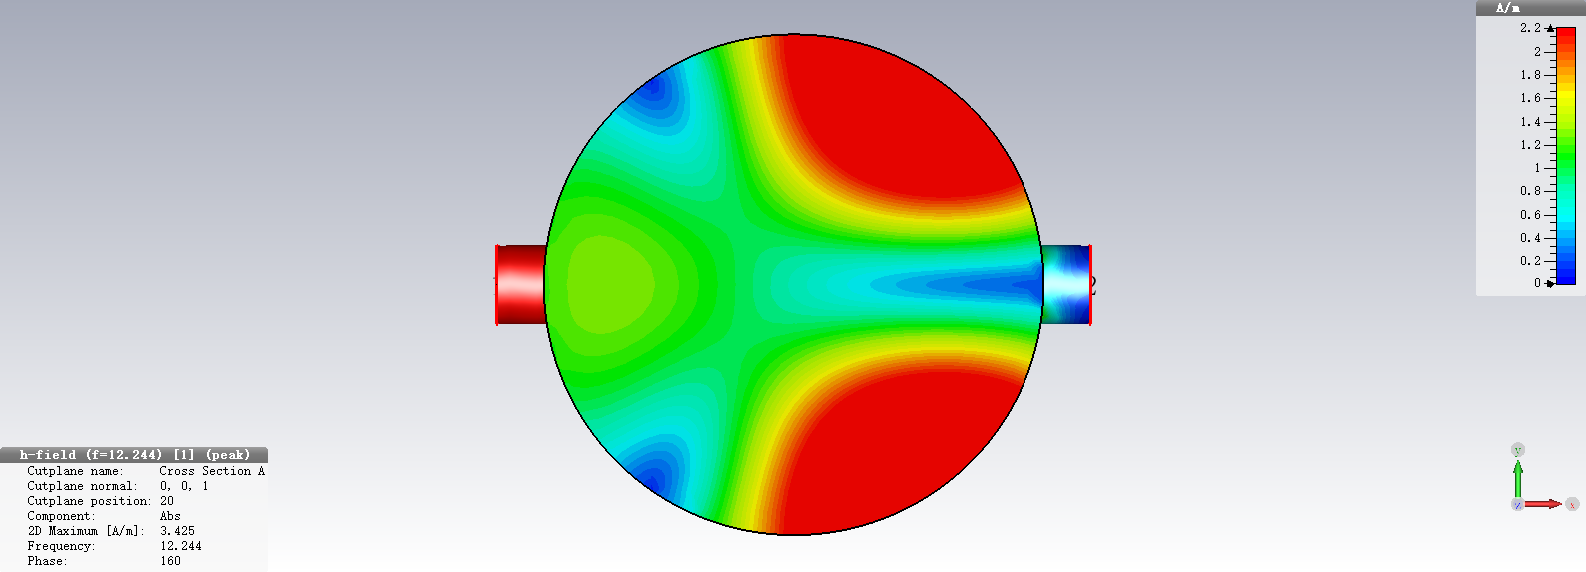 A/m
2.2
2
1.8
1.6
1.4
1.2
1
0.8
0.6
0.4
0.2
0
2
h-field (f=12.244) [1] (peak)
Cutplane name: Cross Section A
Cutplane normal: 0, 0, 1
Cutplane position: 20
Component: Abs
2D Maximum [A/m]: 3.425
Frequency: 12.244
Phase: 160
Y
Z
X